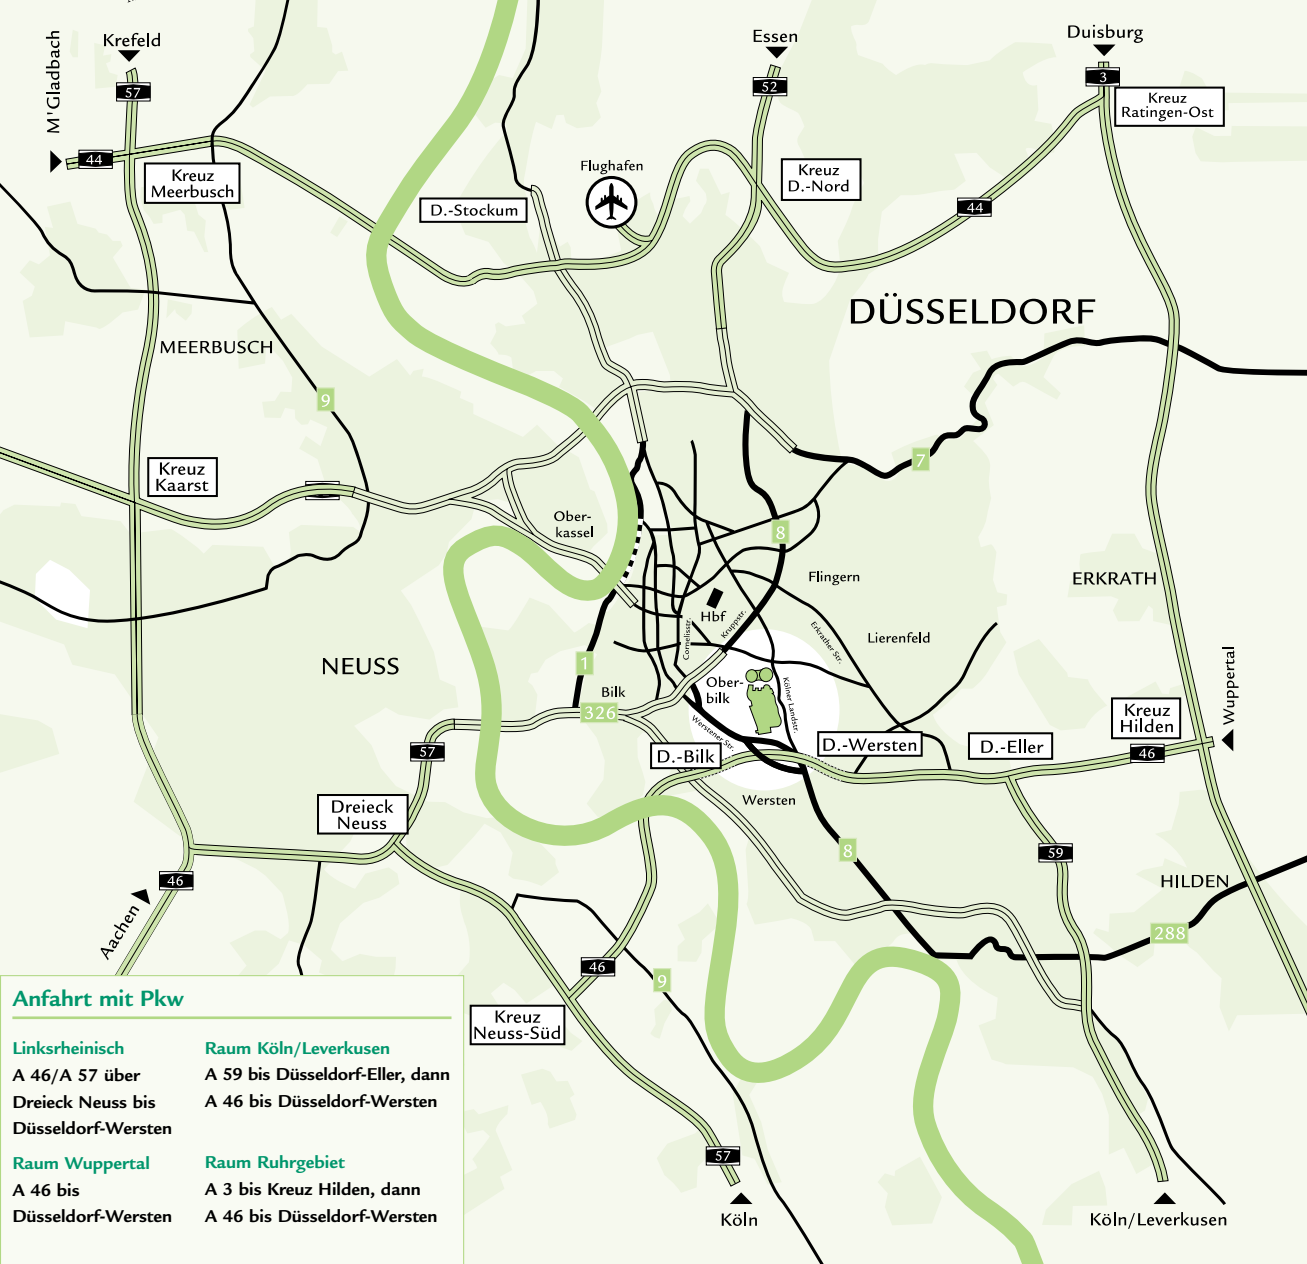 Krefeld
M'Gladbach
57
44
Kreuz
Meerbusch
Essen
52
Duisburg
3
Kreuz
Ratingen-Ost
Flughafen
Kreuz
D.-Nord
D.-Stockum
44
DÜSSELDORF
MEERBUSCH
9
Kreuz
Kaarst
7
Ober-
kassel
8
Flingern
ERKRATH
Hbf
Kruppstr.
Cornelisstr.
Erkrather Str.
Lierenfeld
NEUSS
1
Bilk
326
Ober-
bilk
Kölner Landstr.
Werstener Str.
Wuppertal
Kreuz
Hilden
46
D.-Bilk
D.-Wersten
D.-Eller
57
Dreieck
Neuss
Wersten
8
59
46
Aachen
HILDEN
288
46
9
Kreuz
Neuss-Süd
57
Köln
Köln/Leverkusen
Anfahrt mit Pkw
Linksrheinisch
A 46/A 57 über
Dreieck Neuss bis
Düsseldorf-Wersten
Raum Köln/Leverkusen
A 59 bis Düsseldorf-Eller, dann
A 46 bis Düsseldorf-Wersten
Raum Wuppertal
A 46 bis
Düsseldorf-Wersten
Raum Ruhrgebiet
A 3 bis Kreuz Hilden, dann
A 46 bis Düsseldorf-Wersten